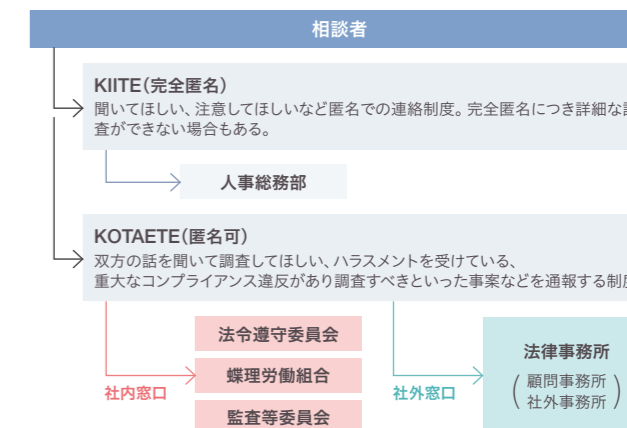 相談者
KIITE（完全匿名）
聞いてほしい、注意してほしいなど匿名での連絡制度。完全匿名につき詳細な
査ができない場合もある。
人事総務部
KOTAETE（匿名可）
双方の話を聞いて調査してほしい、ハラスメントを受けている、
重大なコンプライアンス違反があり調査すべきといった事案などを通報する制
法令遵守委員会
社内窓口
蝶理労働組合
監査等委員会
社外窓口
法律事務所
（顧問事務所
社外事務所）